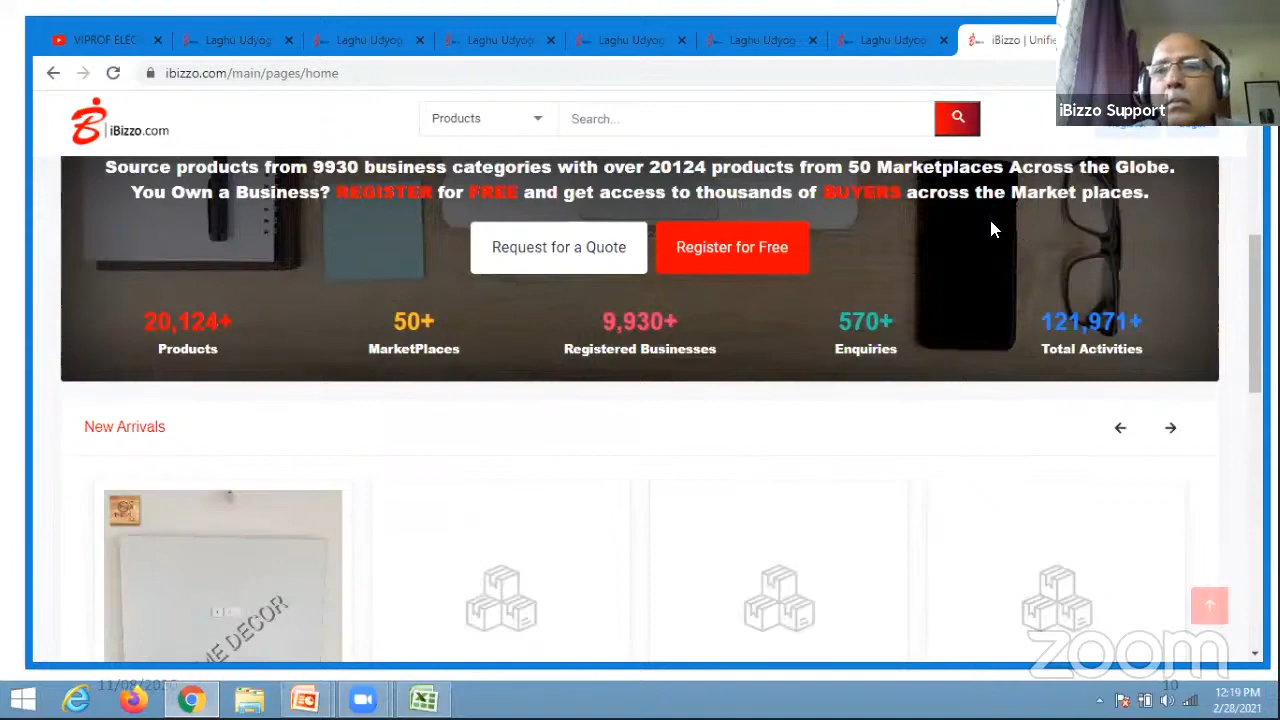 VIPROF ELEC
Laghu Udyog
Laghu Udyog
Laghu Udyog
Laghu Udyog
Laghu Udyog
Laghu Udyog
iBizzo | Unifie
ibizzo.com/main/pages/home
iBizzo Support
iBizzo.com
Products
Search...
Source products from 9930 business categories with over 20124 products from 50 Marketplaces Across the Globe.
You Own a Business? REGISTER for FREE and get access to thousands of BUYERS across the Market places.
Request for a Quote
Register for Free
20,124+
50+
9,930+
570+
121,971+
Products
MarketPlaces
Registered Businesses
Enquiries
Total Activities
New Arrivals
ME DECOR
zoom
10
12:19 PM
2/28/2021